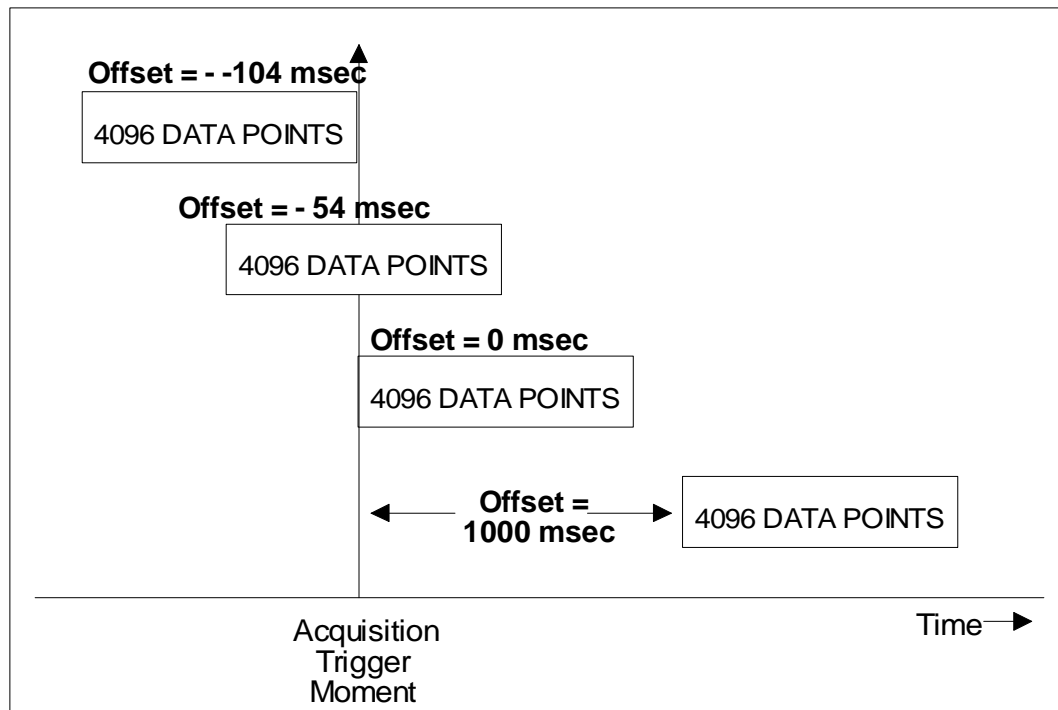 Offset = - -104 msec
4096 DATA POINTS
Offset = - 54 msec
4096 DATA POINTS
Offset = 0 msec
4096 DATA POINTS
Offset =
1000 msec
4096 DATA POINTS
Time
Acquisition
Trigger
Moment